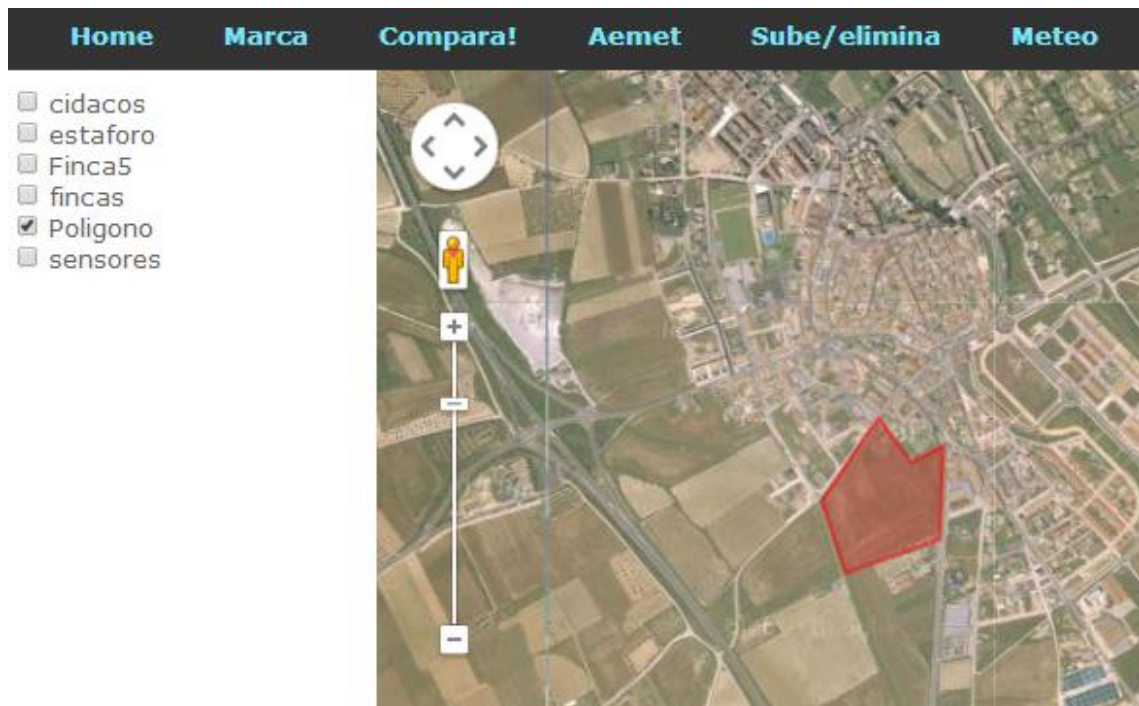 Home Marca Compara! Aemet Sube/elimina Meteo
cidacos
estaforo
Finca5
fincas
Poligono
sensores